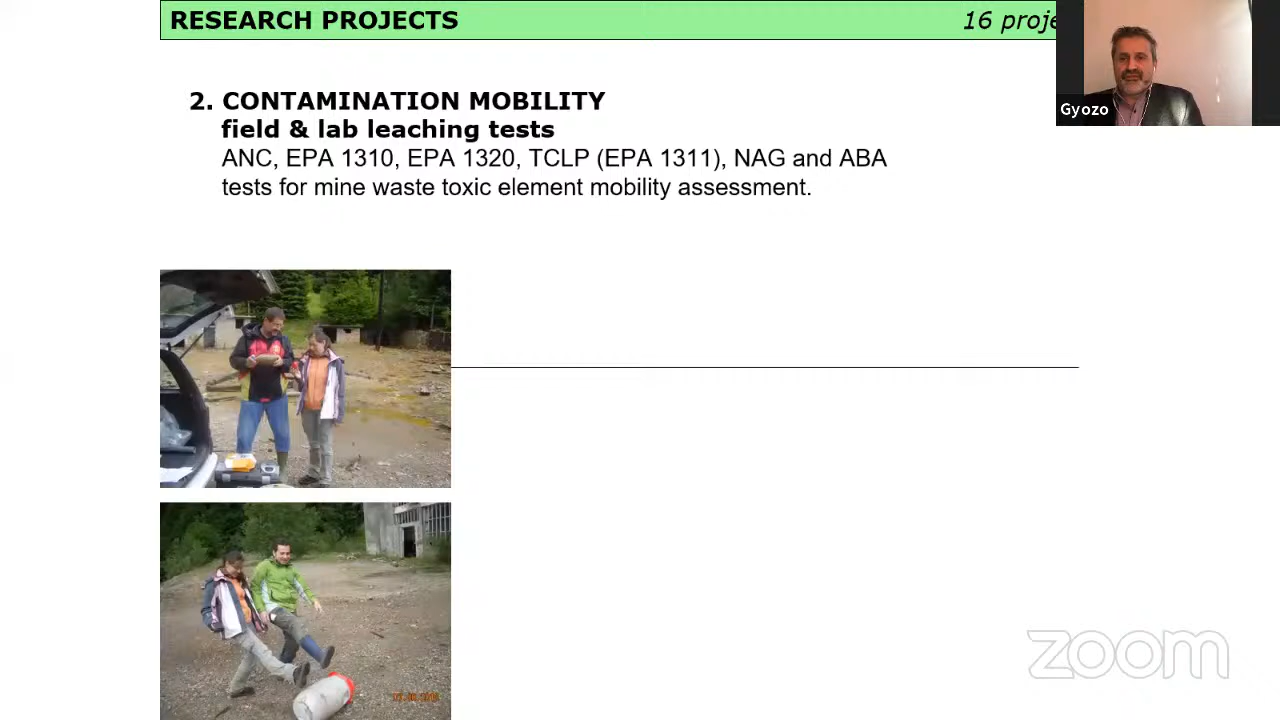 RESEARCH PROJECTS
16 proje
Gyozo
2. CONTAMINATION MOBILITY
field & lab leaching tests
ANC, EPA 1310, EPA 1320, TCLP (EPA 1311), NAG and ABA
tests for mine waste toxic element mobility assessment.
zoom